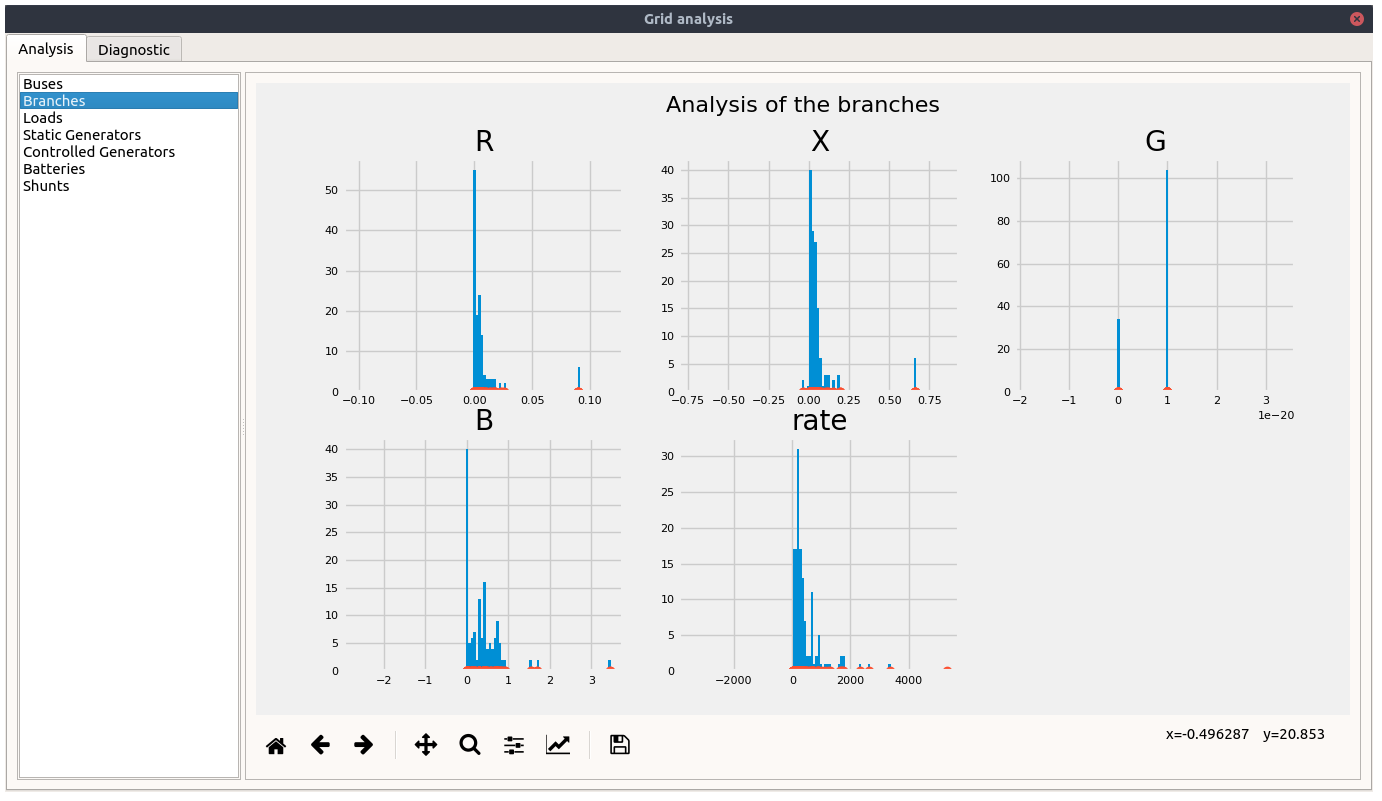 Grid analysis
Analysis Diagnostic
Buses
Branches
Loads
Static Generators
Controlled Generators
Batteries
Shunts
Analysis of the branches
R
50
40
30
20
10
0
−0.10 −0.05 0.00 0.05 0.10
X
40
35
30
25
20
15
10
5
0
−0.75 −0.50 −0.25 0.00 0.25 0.50 0.75
G
100
80
60
40
20
0
−2 −1 0 1 2 3
1e−20
B
40
35
30
25
20
15
10
5
0
−2 −1 0 1 2 3
rate
30
25
20
15
10
5
0
−2000 0 2000 4000
x=-0.496287 y=20.853